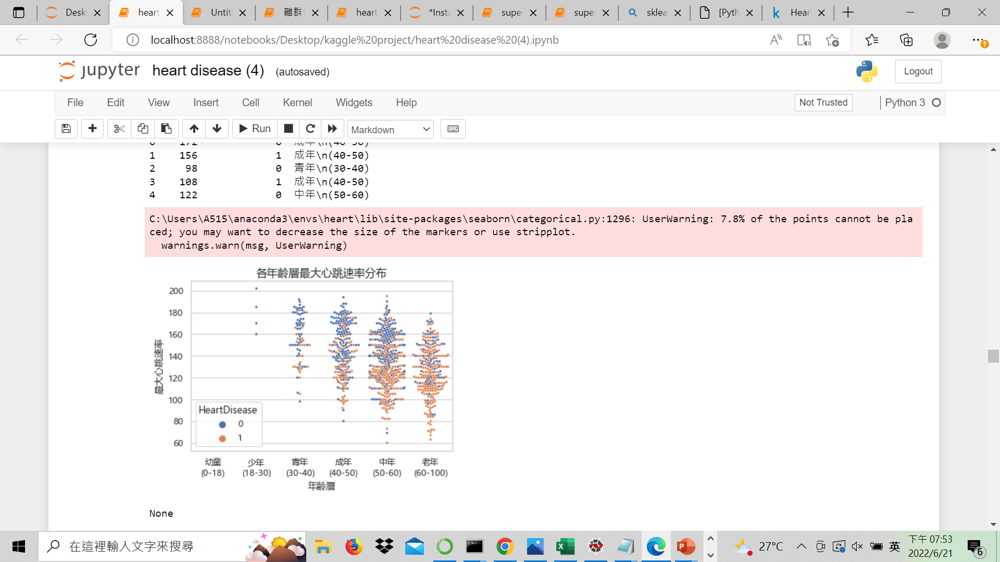 Desk
heart
Untit
離群
heart
*Insta
super
super
sklea
[Pyth
Hear
localhost:8888/notebooks/Desktop/kaggle%20project/heart%20disease%20(4).ipynb
jupyter heart disease (4) (autosaved)
Logout
File Edit View Insert Cell Kernel Widgets Help
Not Trusted
Python 3
Run
Markdown
0 172 0 成年\n(40-50)
1 156 1 成年\n(40-50)
2 98 0 青年\n(30-40)
3 108 1 成年\n(40-50)
4 122 0 中年\n(50-60)
C:\Users\A515\anaconda3\envs\heart\lib\site-packages\seaborn\categorical.py:1296: UserWarning: 7.8% of the points cannot be pla
ced; you may want to decrease the size of the markers or use stripplot.
warnings.warn(msg, UserWarning)
各年齡層最大心跳速率分布
200
180
160
140
120
100
80
60
最大心跳速率
HeartDisease
0
1
幼童 少年 青年 成年 中年 老年
(0-18) (18-30) (30-40) (40-50) (50-60) (60-100)
年齡層
None
在這裡輸入文字來搜尋
27°C
英
下午 07:53
2022/6/21
6